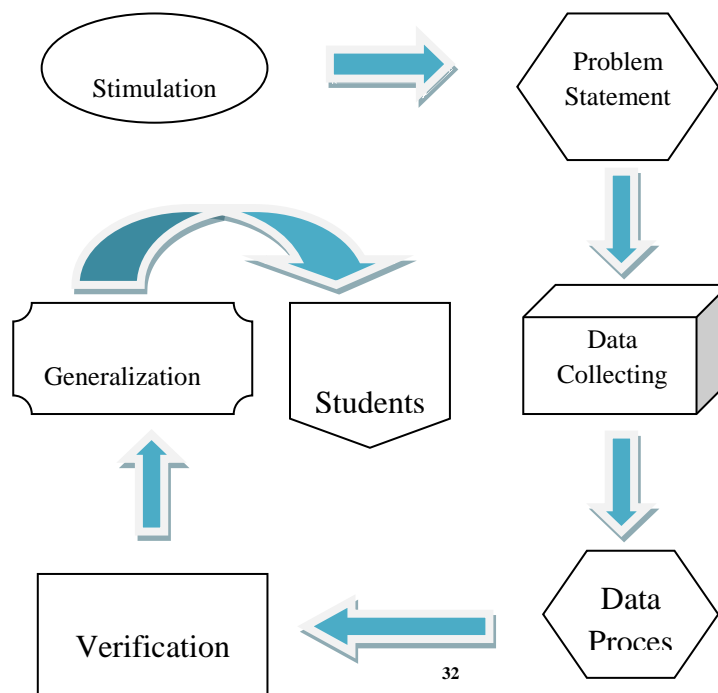 Stimulation
Problem
Statement
Data
Collecting
Generalization
Students
Data
Proces
Verification
32